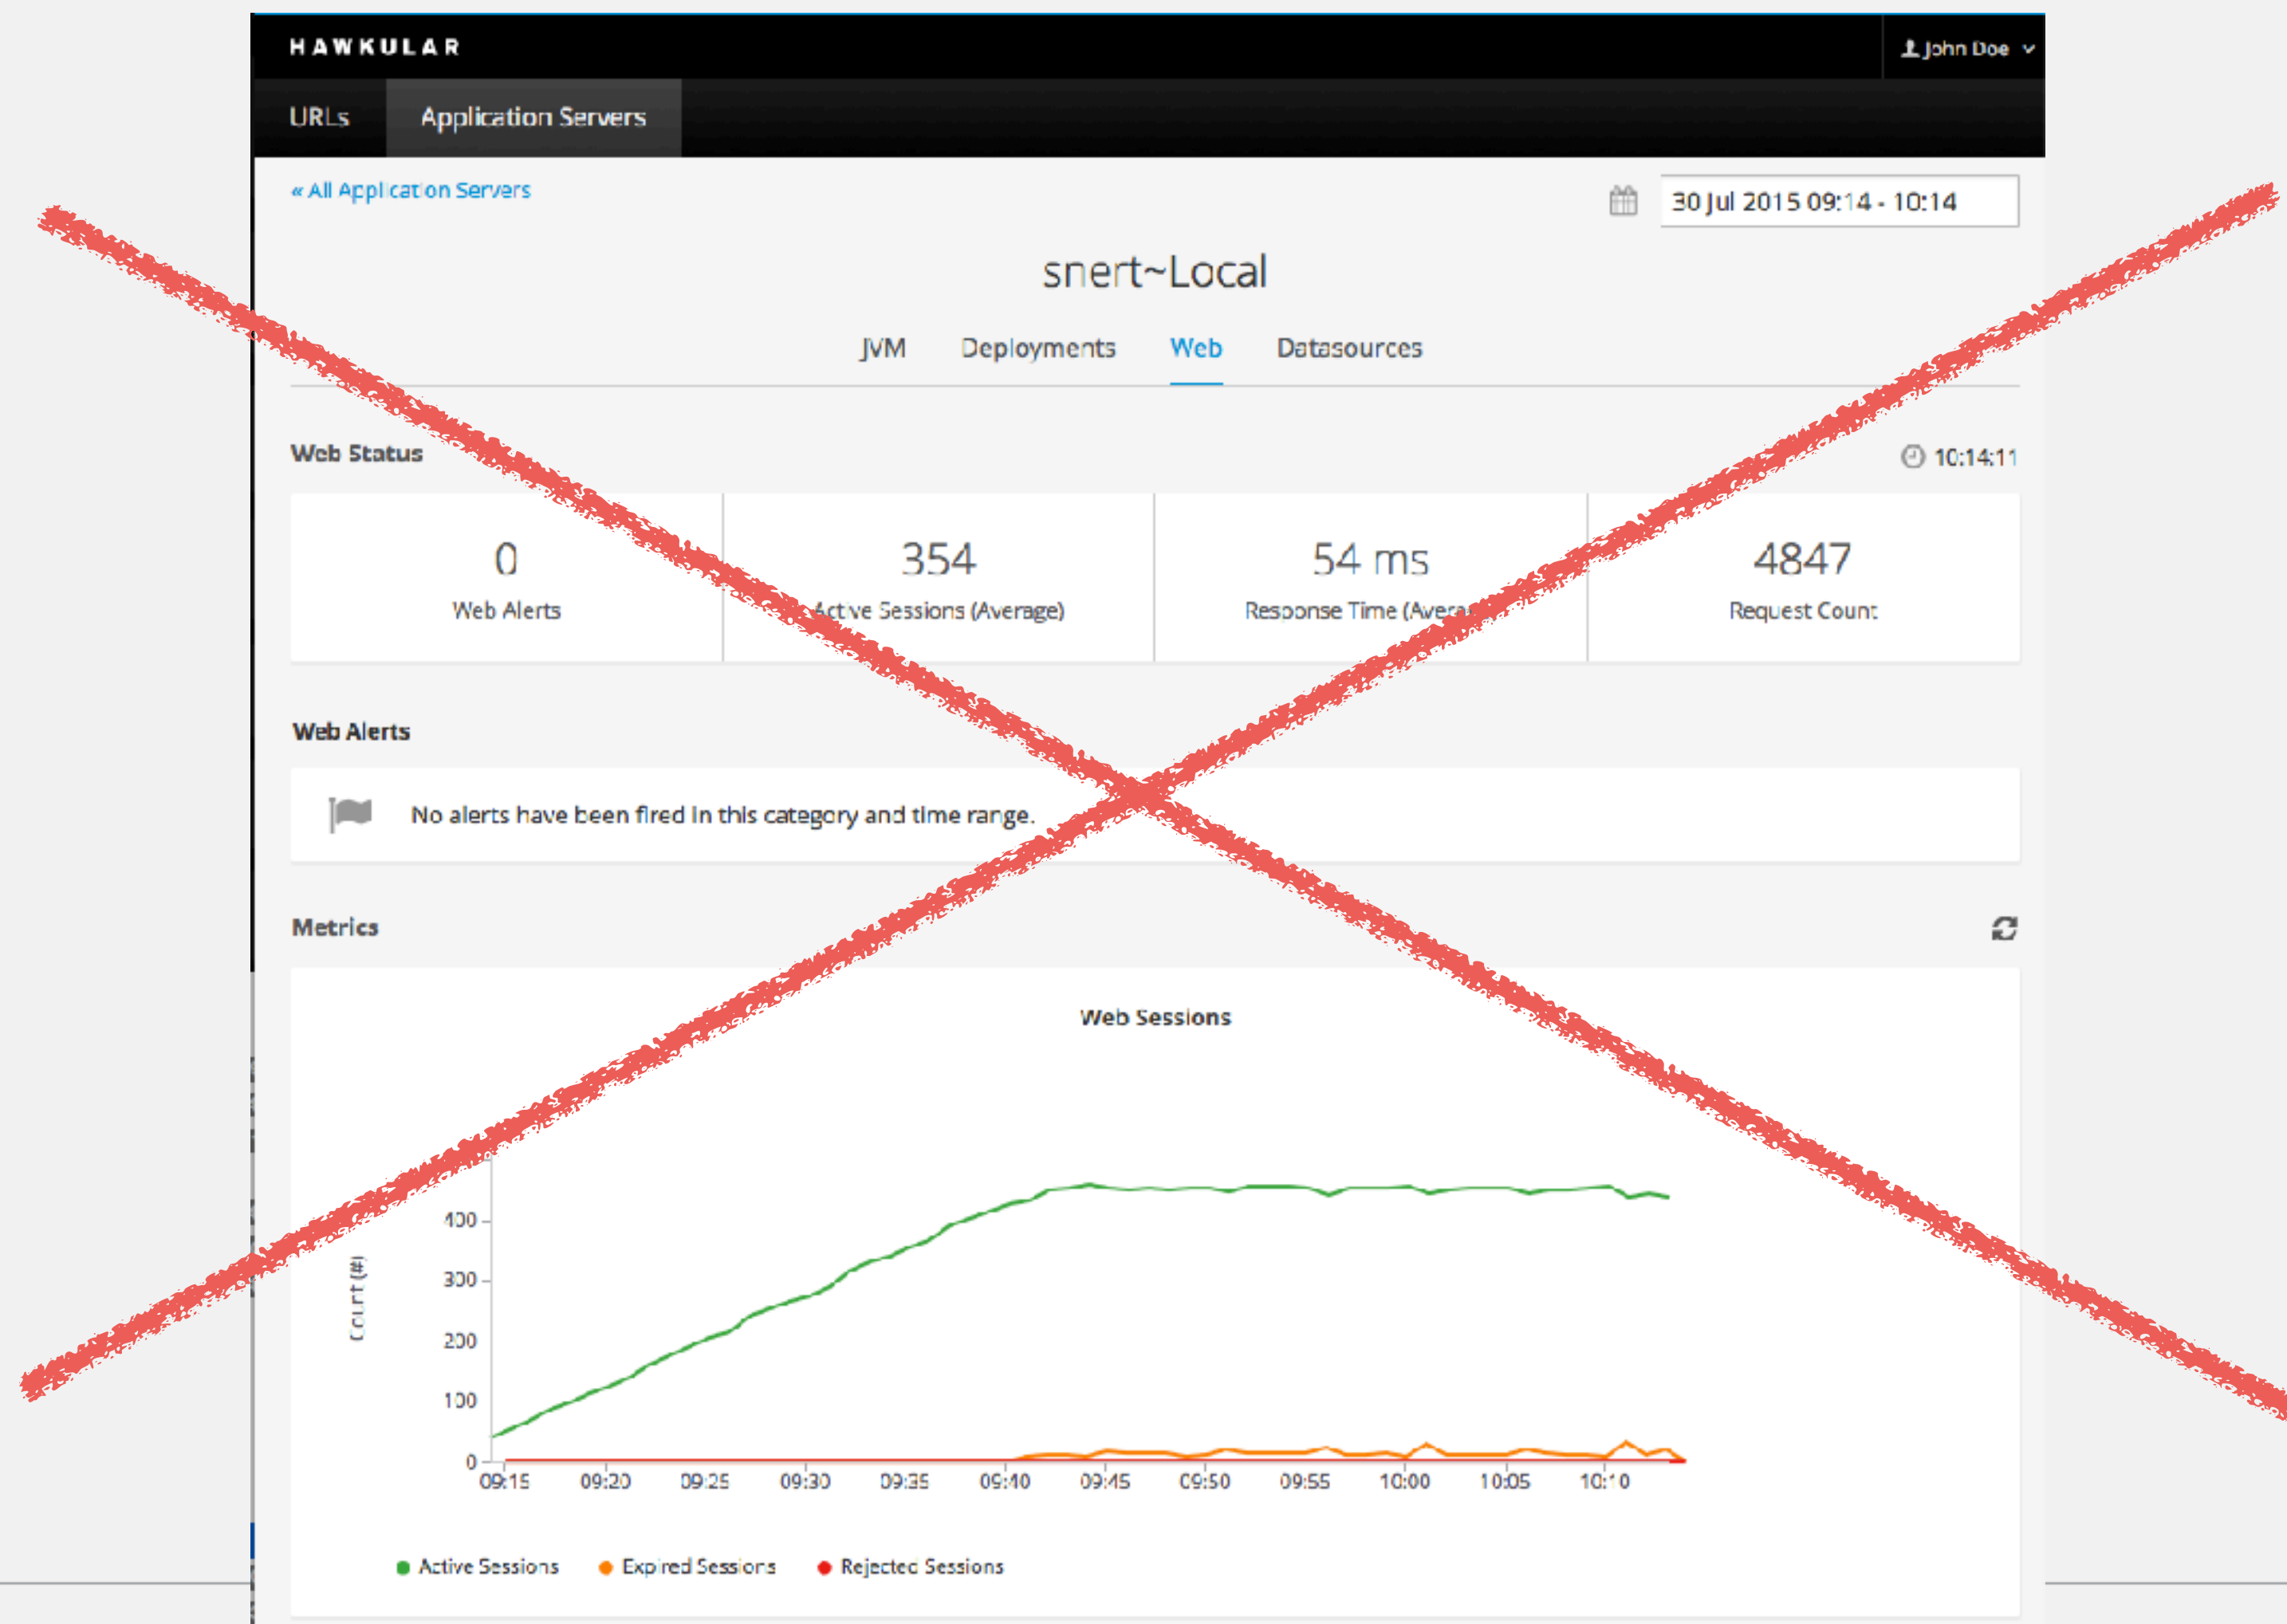 HAWKULAR
John Doe
URLs Application Servers
« All Application Servers
30 Jul 2015 09:14 - 10:14
snert~Local
JVM Deployments Web Datasources
Web Status
10:14:11
0 354 54 ms 4847
Web Alerts Active Sessions (Average) Response Time Request Count
Web Alerts
No alerts have been fired in this category and time range.
Metrics
Web Sessions
Count (#)
400
300
200
100
0
09:15 09:20 09:25 09:30 09:35 09:40 09:45 09:50 09:55 10:00 10:05 10:10
Active Sessions Expired Sessions Rejected Sessions